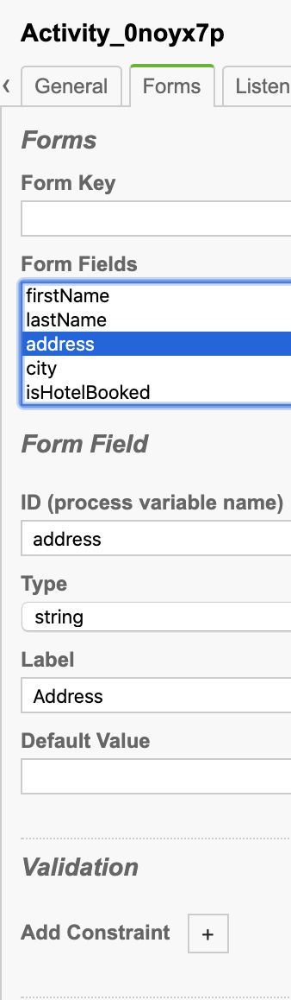 Activity_0noyx7p
‹ General Forms Listen
Forms
Form Key
Form Fields
firstName
lastName
address
city
isHotelBooked
Form Field
ID (process variable name)
address
Type
string
Label
Address
Default Value
Validation
Add Constraint +